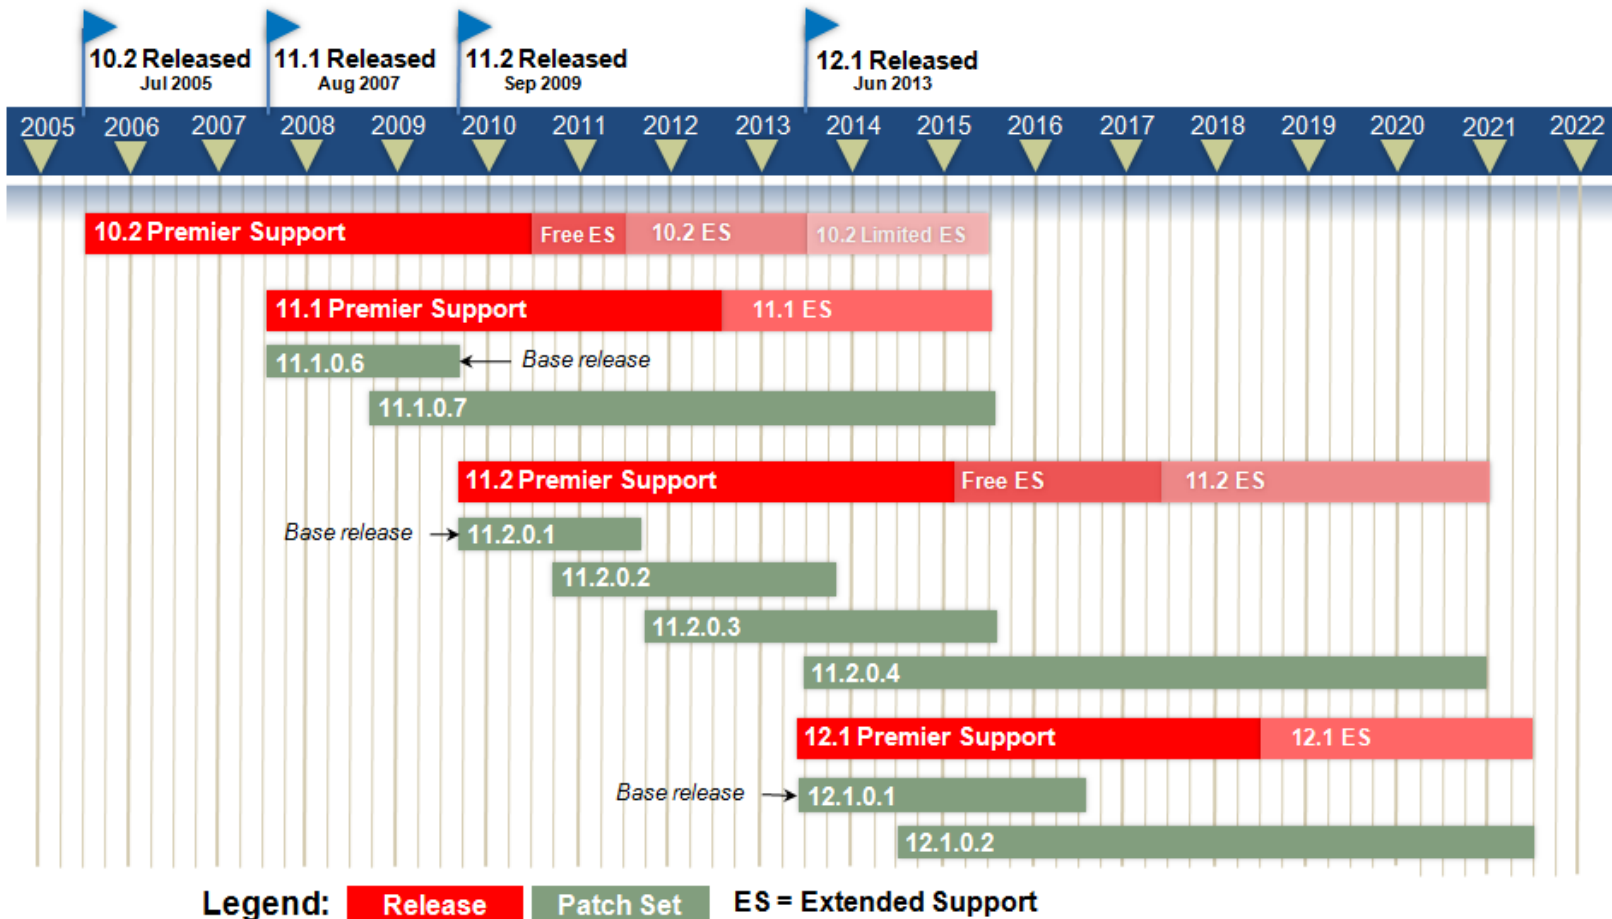 10.2 Released
Jul 2005
11.1 Released
Aug 2007
11.2 Released
Sep 2009
12.1 Released
Jun 2013
2005 2006 2007 2008 2009 2010 2011 2012 2013 2014 2015 2016 2017 2018 2019 2020 2021 2022
10.2 Premier Support Free ES 10.2 ES 10.2 Limited ES
11.1 Premier Support 11.1 ES
11.1.0.6 Base release
11.1.0.7
11.2 Premier Support Free ES 11.2 ES
Base release 11.2.0.1
11.2.0.2
11.2.0.3
11.2.0.4
12.1 Premier Support 12.1 ES
Base release 12.1.0.1
12.1.0.2
Legend: Release Patch Set ES = Extended Support